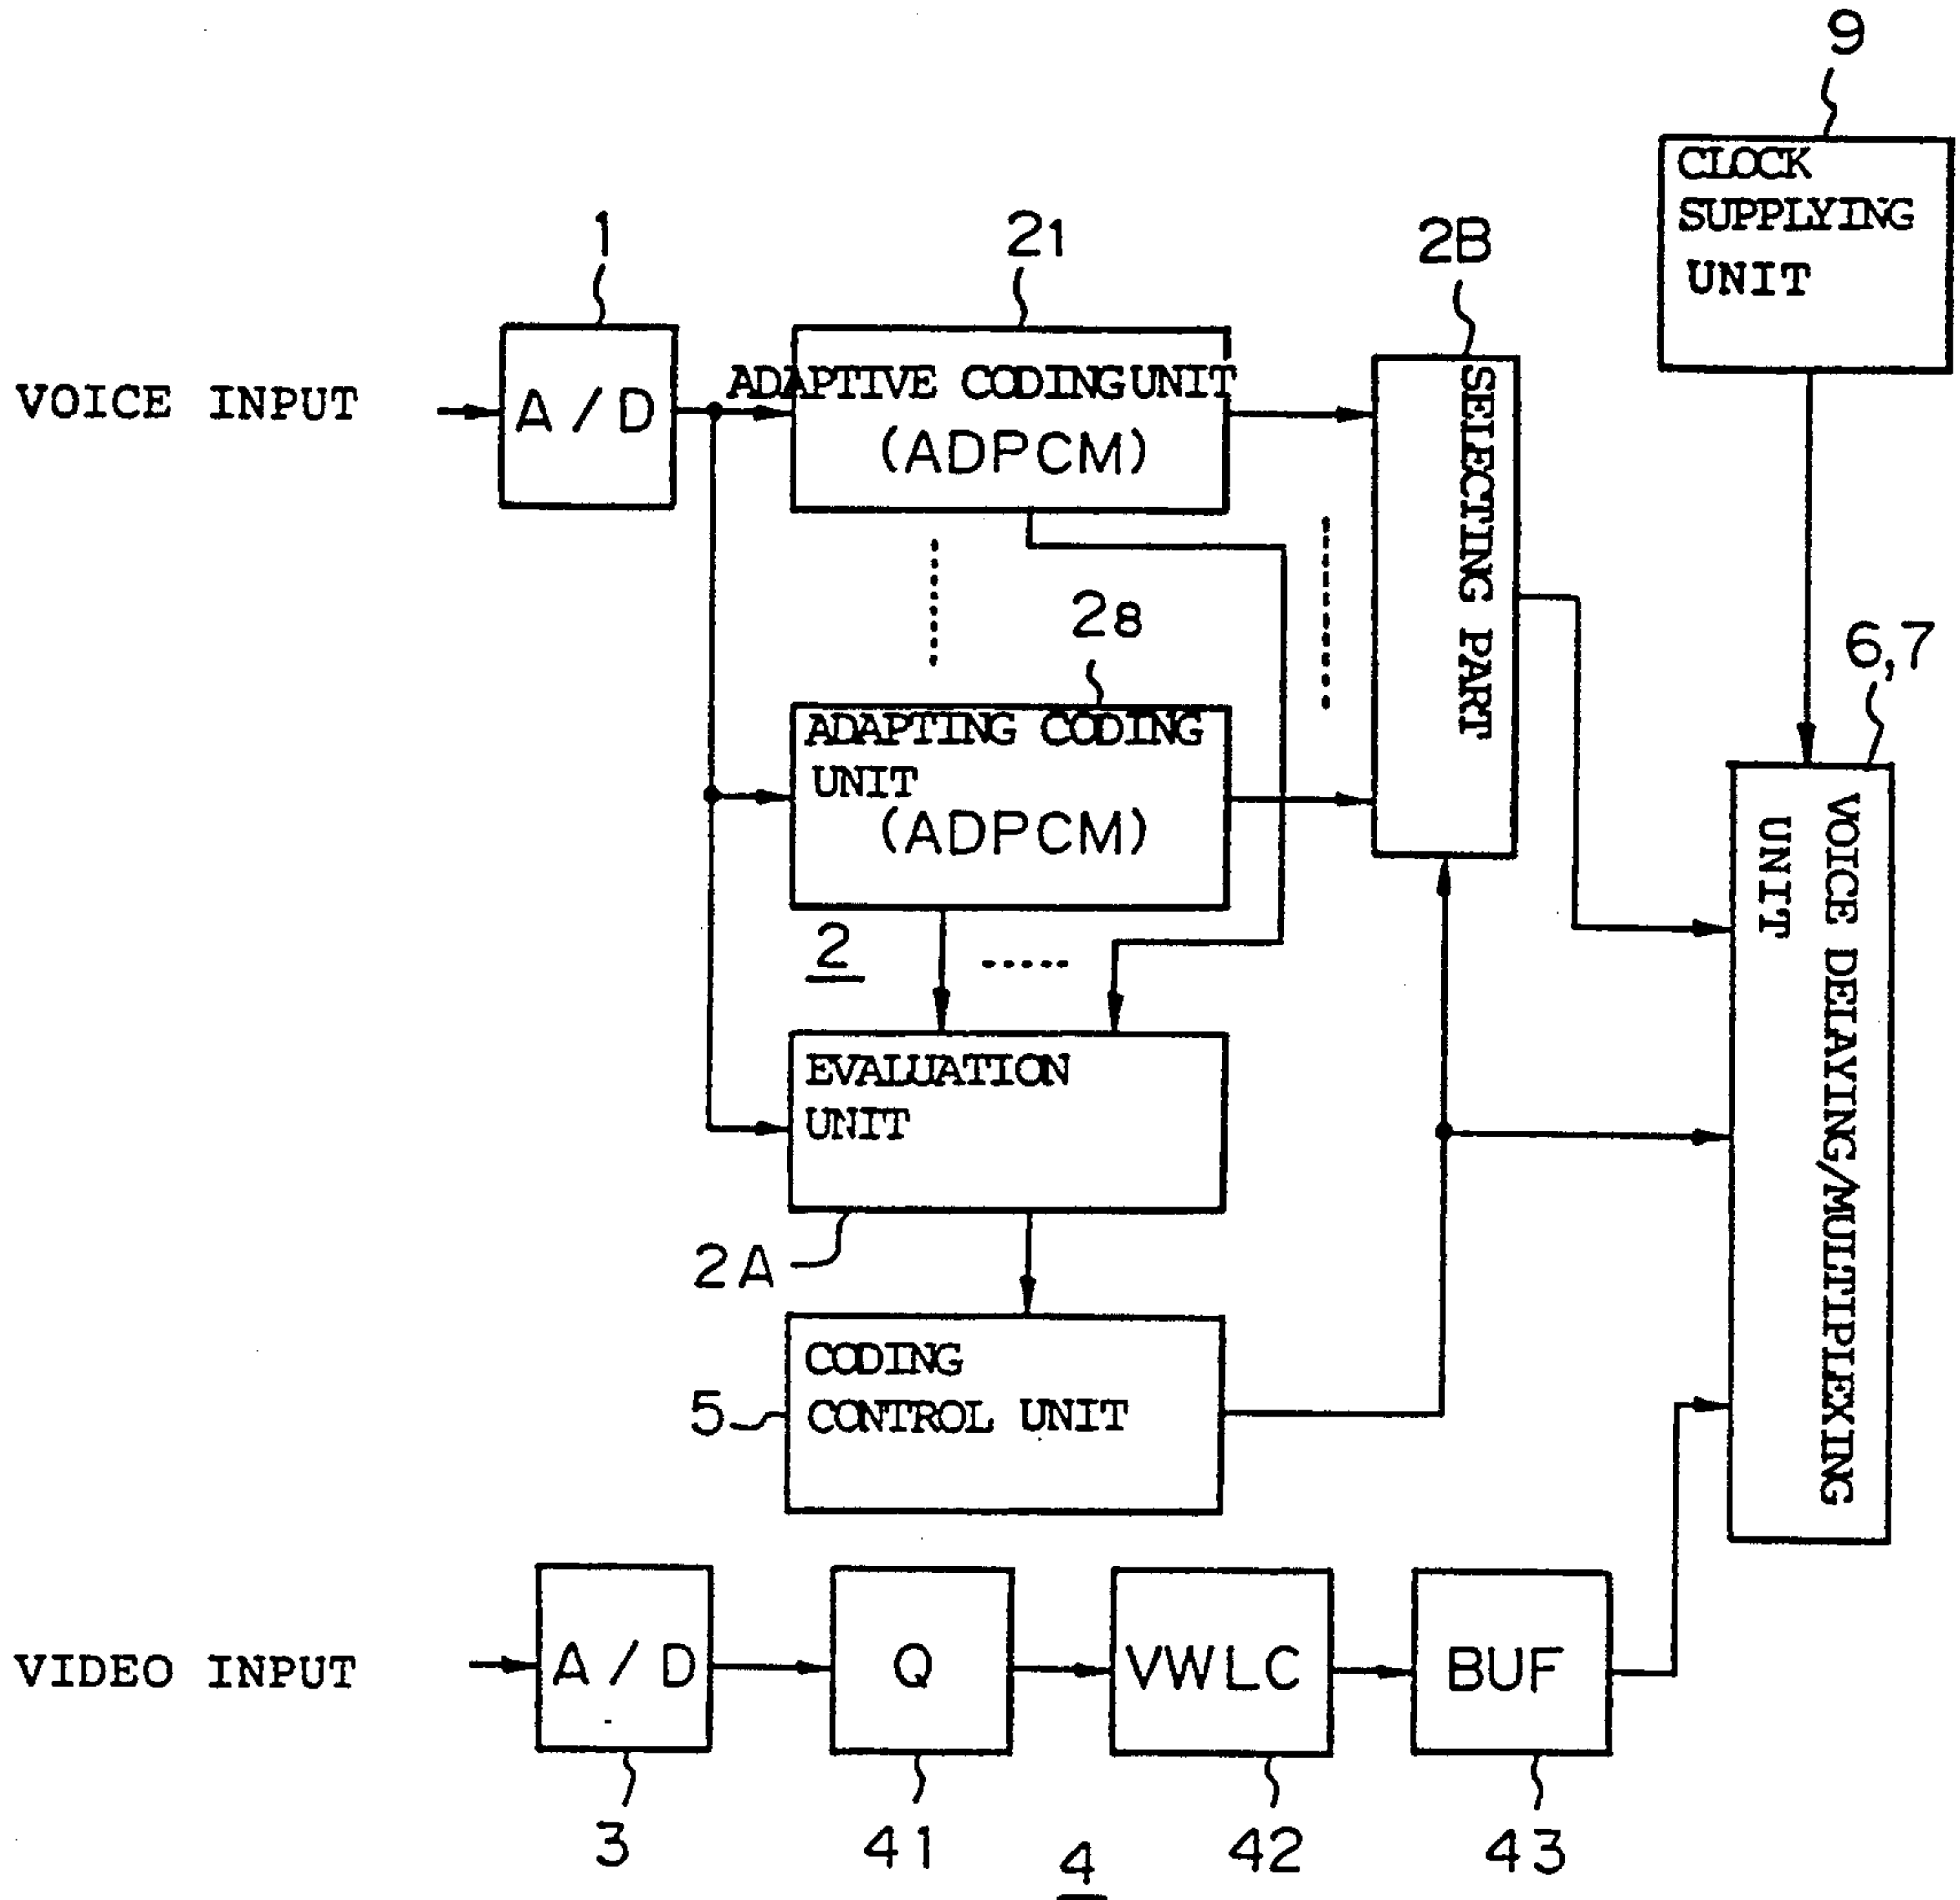 9
CLOCK
SUPPLYING
UNIT
1
21
2B
VOICE INPUT
A/D
ADAPTIVE CODING UNIT
(ADPCM)
SELECTING PART
28
ADAPTING CODING
UNIT
(ADPCM)
6,7
VOICE DELAYING/MULTIPLEXING
UNIT
2
EVALUATION
UNIT
2A
CODING
CONTROL UNIT
5
VIDEO INPUT
A/D
Q
VWLC
BUF
3
41
42
43
4